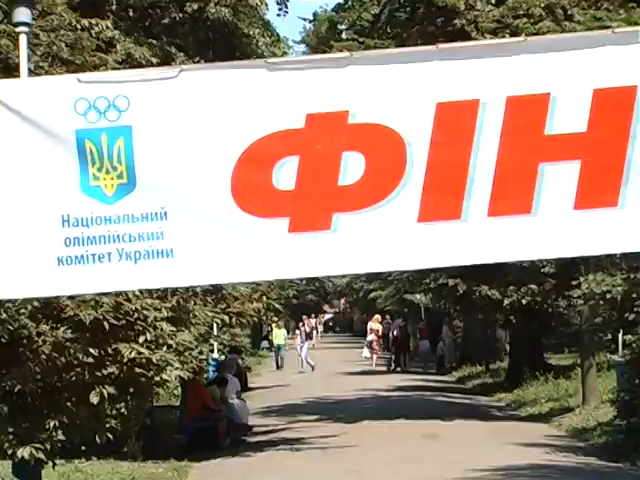 Національний
олімпійський
комітет України
ФІН